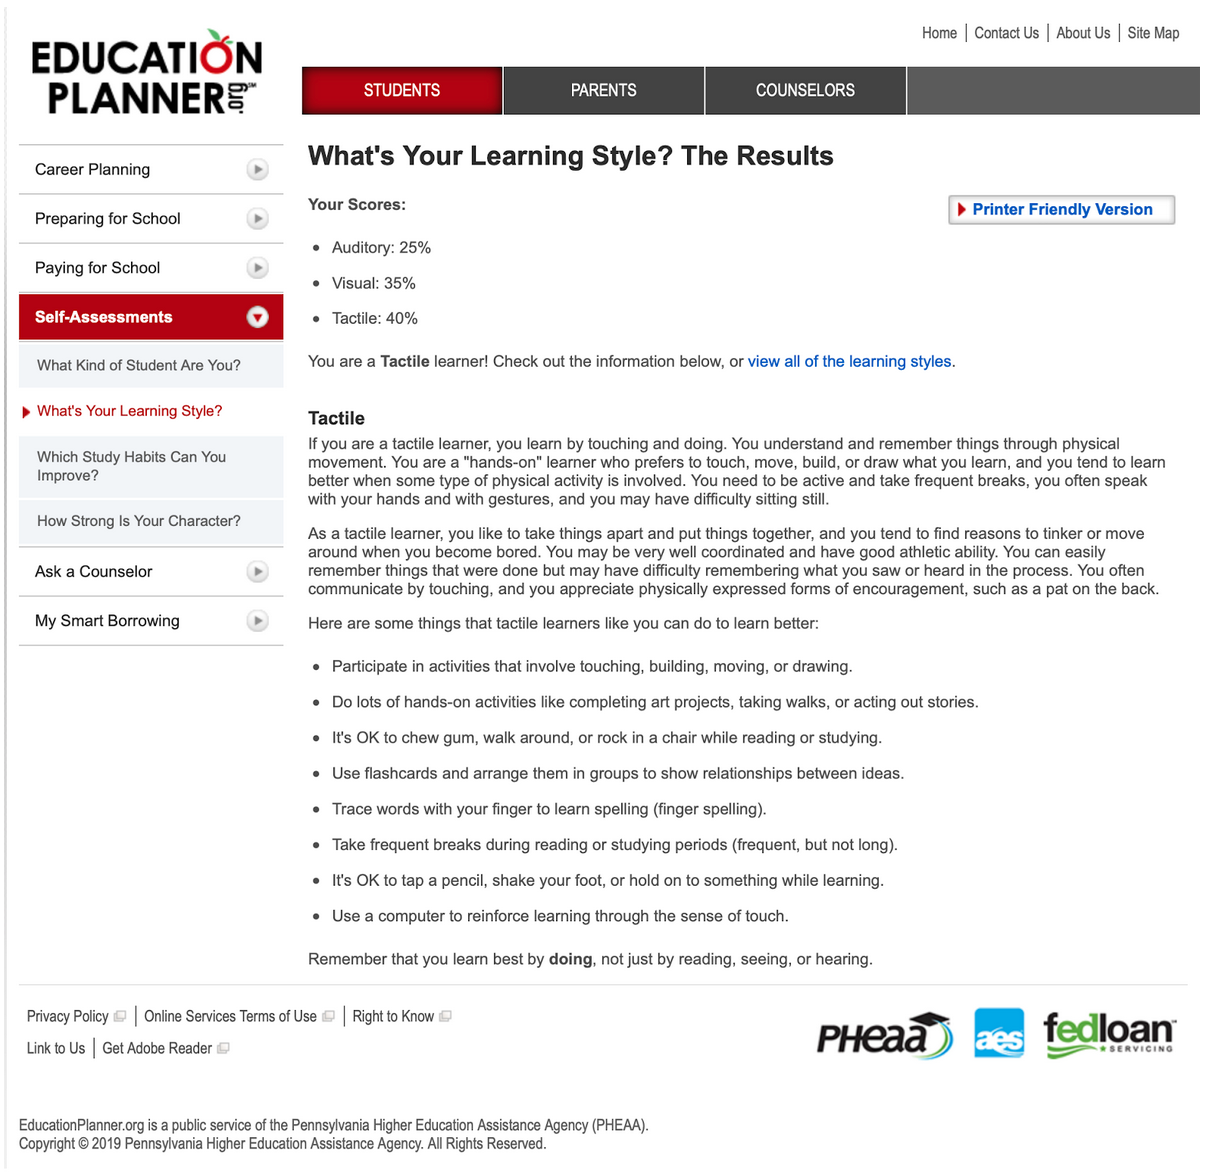 Home | Contact Us | About Us | Site Map
EDUCATION
PLANNER.org℠
STUDENTS
PARENTS
COUNSELORS
Career Planning
Preparing for School
Paying for School
Self-Assessments
What Kind of Student Are You?
What's Your Learning Style?
Which Study Habits Can You
Improve?
How Strong Is Your Character?
Ask a Counselor
My Smart Borrowing
What's Your Learning Style? The Results
Your Scores:
Printer Friendly Version
• Auditory: 25%
• Visual: 35%
• Tactile: 40%
You are a Tactile learner! Check out the information below, or view all of the learning styles.
Tactile
If you are a tactile learner, you learn by touching and doing. You understand and remember things through physical
movement. You are a "hands-on" learner who prefers to touch, move, build, or draw what you learn, and you tend to learn
better when some type of physical activity is involved. You need to be active and take frequent breaks, you often speak
with your hands and with gestures, and you may have difficulty sitting still.
As a tactile learner, you like to take things apart and put things together, and you tend to find reasons to tinker or move
around when you become bored. You may be very well coordinated and have good athletic ability. You can easily
remember things that were done but may have difficulty remembering what you saw or heard in the process. You often
communicate by touching, and you appreciate physically expressed forms of encouragement, such as a pat on the back.
Here are some things that tactile learners like you can do to learn better:
• Participate in activities that involve touching, building, moving, or drawing.
• Do lots of hands-on activities like completing art projects, taking walks, or acting out stories.
• It's OK to chew gum, walk around, or rock in a chair while reading or studying.
• Use flashcards and arrange them in groups to show relationships between ideas.
• Trace words with your finger to learn spelling (finger spelling).
• Take frequent breaks during reading or studying periods (frequent, but not long).
• It's OK to tap a pencil, shake your foot, or hold on to something while learning.
• Use a computer to reinforce learning through the sense of touch.
Remember that you learn best by doing, not just by reading, seeing, or hearing.
Privacy Policy | Online Services Terms of Use | Right to Know
Link to Us | Get Adobe Reader
PHEAA
aes
fedloan™
SERVICING
EducationPlanner.org is a public service of the Pennsylvania Higher Education Assistance Agency (PHEAA).
Copyright © 2019 Pennsylvania Higher Education Assistance Agency. All Rights Reserved.